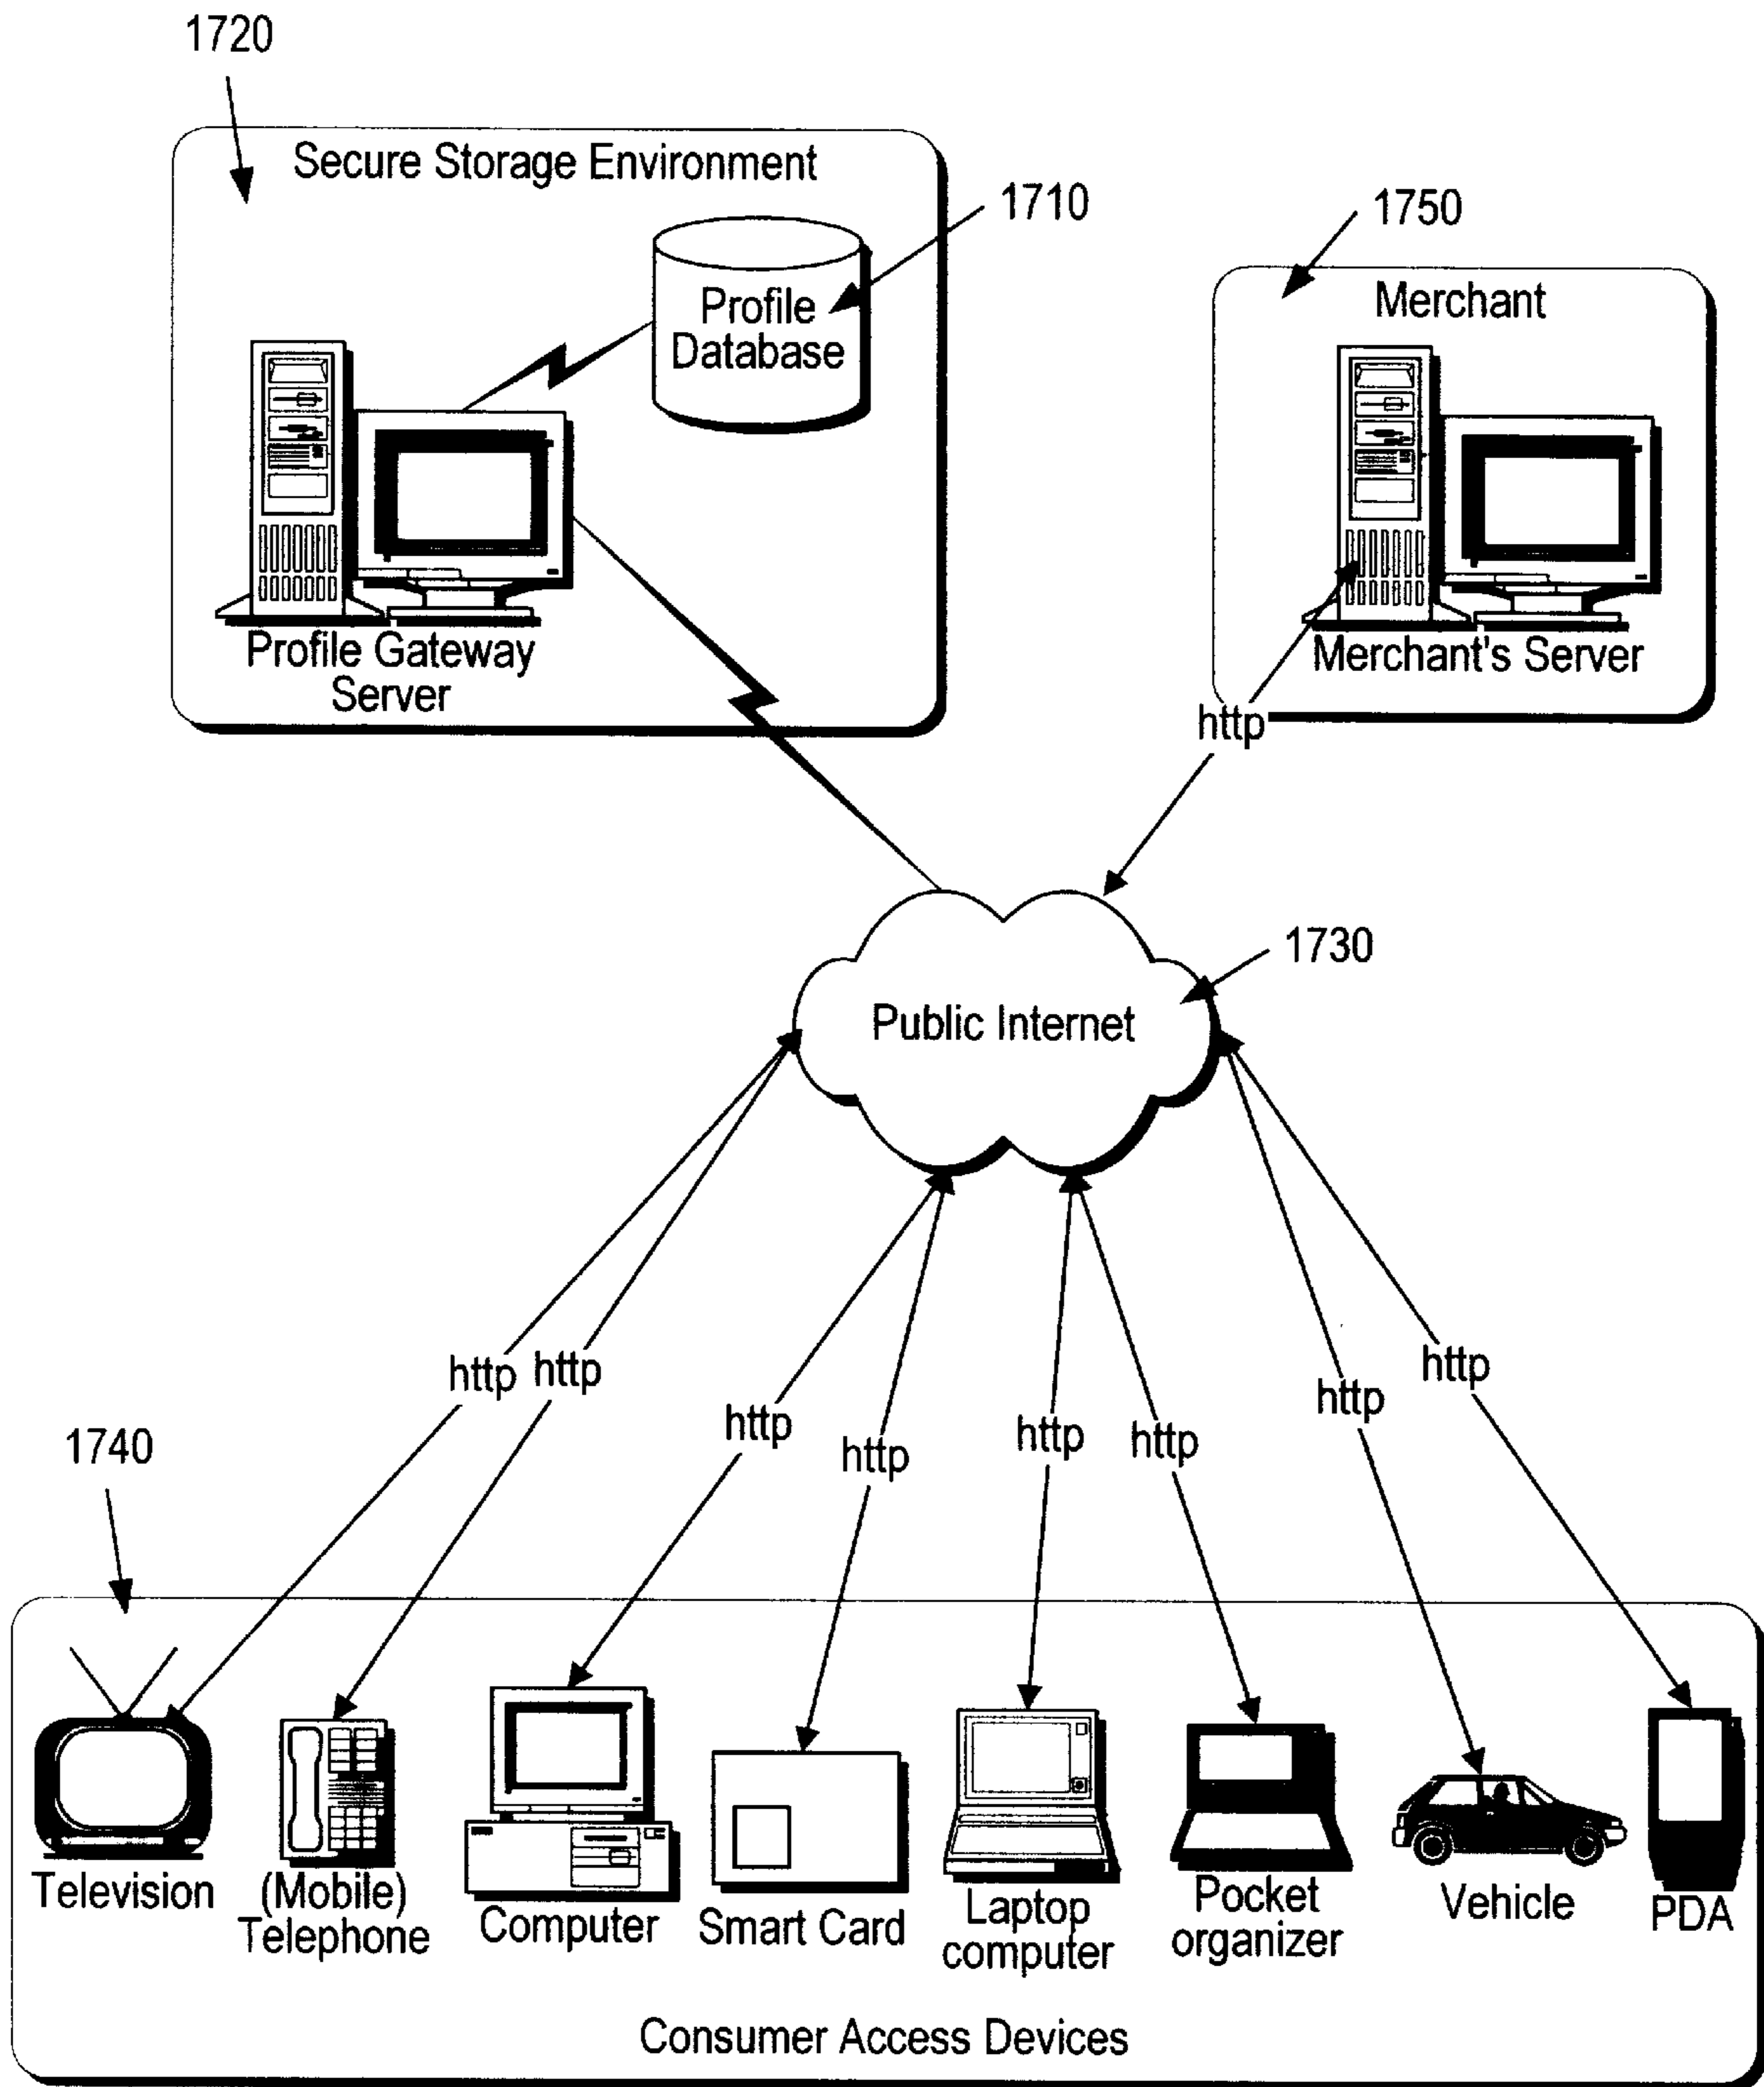 1720
Secure Storage Environment
1710
1750
Profile
Database
Merchant
Profile Gateway
Server
Merchant's Server
http
1730
Public Internet
http
http
http
http
http
http
http
http
1740
Television
(Mobile)
Telephone
Computer
Smart Card
Laptop
computer
Pocket
organizer
Vehicle
PDA
Consumer Access Devices